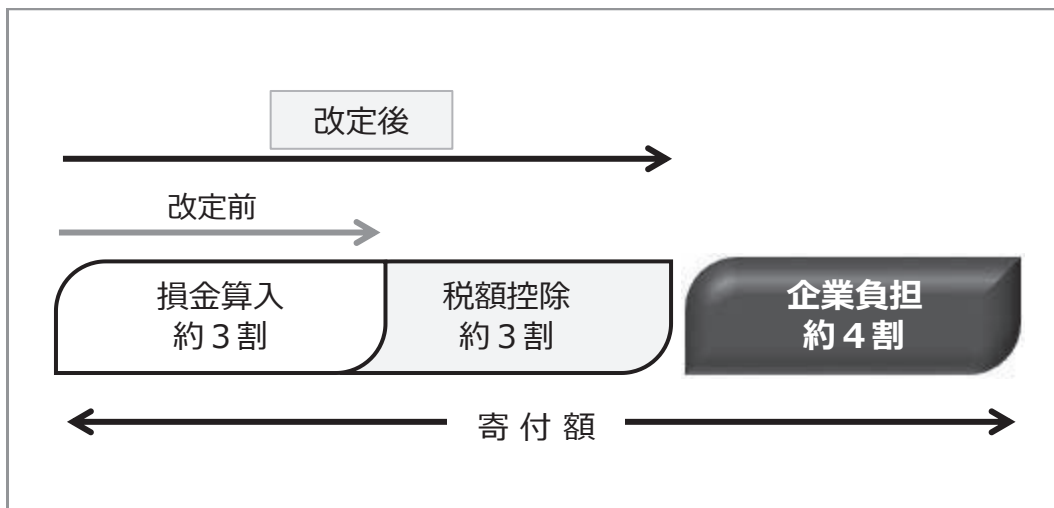 改定後
改定前
損金算入
約３割
税額控除
約３割
企業負担
約４割
寄 付 額